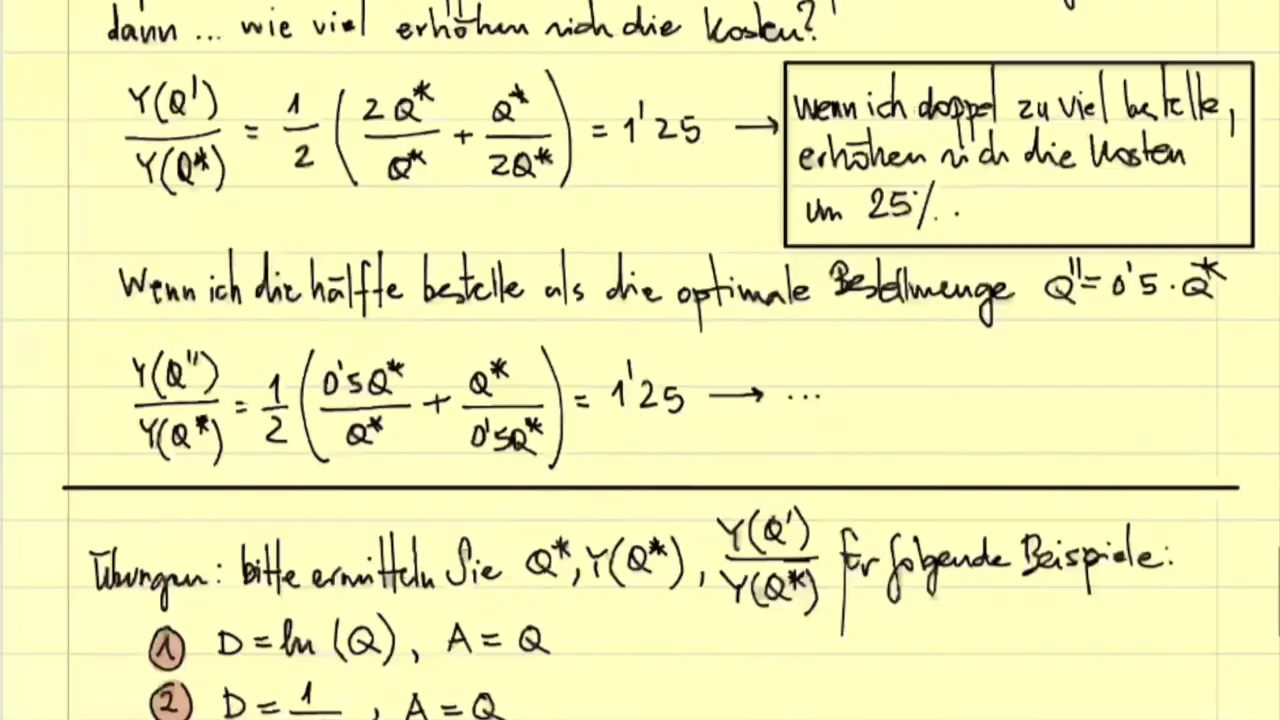 dann ... wie viel erhöhen sich die Kosten?
Y(Q') / Y(Q*) = 1/2 ( 2Q* / Q* + Q* / 2Q* ) = 1'25 →
wenn ich doppel zu viel bestelle,
erhöhen sich die Kosten
um 25%.
Wenn ich die hälfte bestelle als die optimale Bestellmenge Q''= 0'5 · Q*
Y(Q'') / Y(Q*) = 1/2 ( 0'5Q* / Q* + Q* / 0'5Q* ) = 1'25 → ...
Übungen: bitte ermitteln Sie Q*, Y(Q*), Y(Q') / Y(Q*) für folgende Beispiele:
1 D = ln (Q), A = Q
2 D = 1 , A = Q